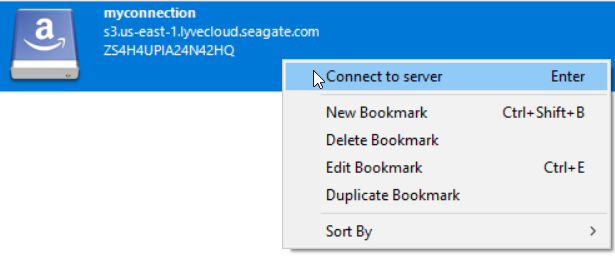 myconnection
s3.us-east-1.lyvecloud.seagate.com
ZS4H4UPIA24N42HQ
Connect to server Enter
New Bookmark Ctrl+Shift+B
Delete Bookmark
Edit Bookmark Ctrl+E
Duplicate Bookmark
Sort By